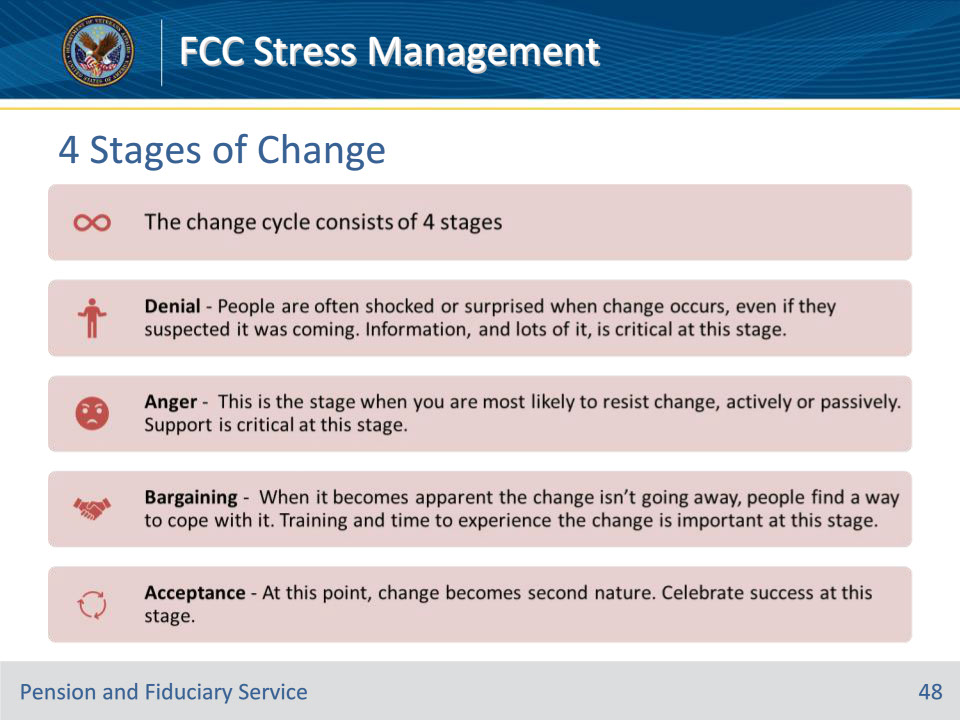 FCC Stress Management
4 Stages of Change
The change cycle consists of 4 stages
Denial - People are often shocked or surprised when change occurs, even if they
suspected it was coming. Information, and lots of it, is critical at this stage.
Anger -  This is the stage when you are most likely to resist change, actively or passively.
Support is critical at this stage.
Bargaining -  When it becomes apparent the change isn’t going away, people find a way
to cope with it. Training and time to experience the change is important at this stage.
Acceptance - At this point, change becomes second nature. Celebrate success at this
stage.
Pension and Fiduciary Service
48